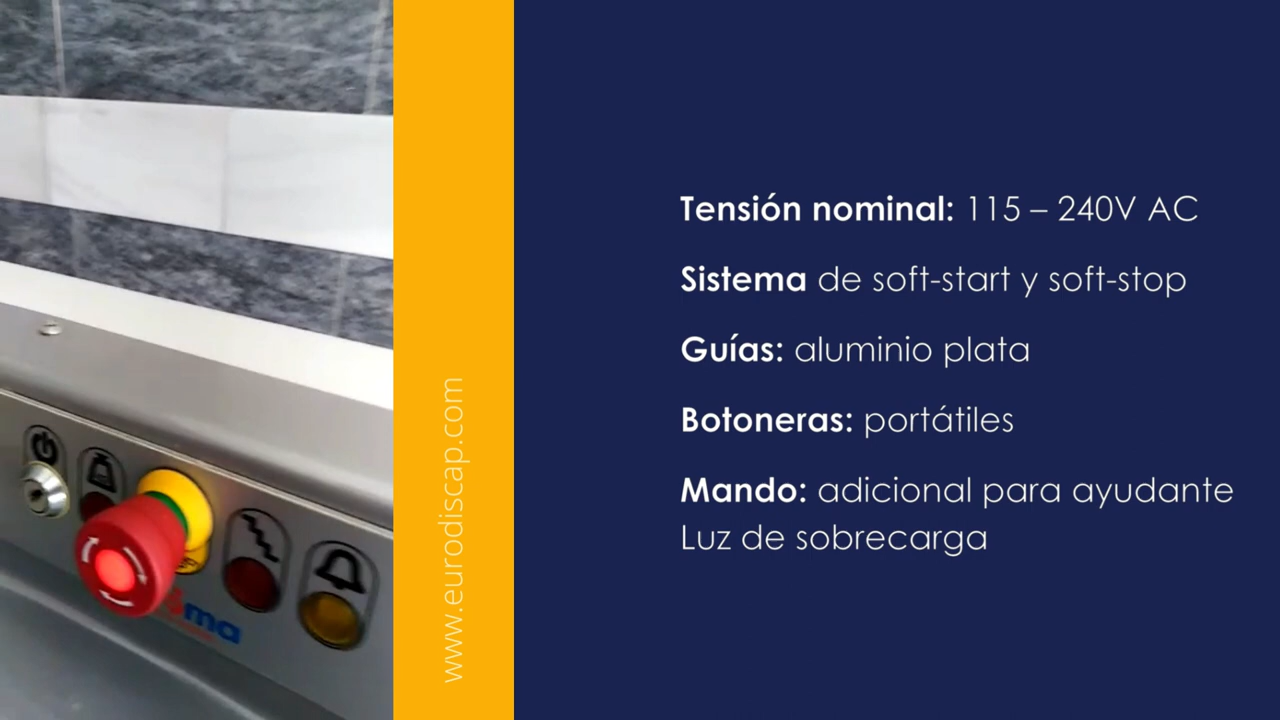 Tensión nominal: 115 – 240V AC
Sistema de soft-start y soft-stop
Guías: aluminio plata
Botoneras: portátiles
Mando: adicional para ayudante
Luz de sobrecarga
www.eurodiscap.com